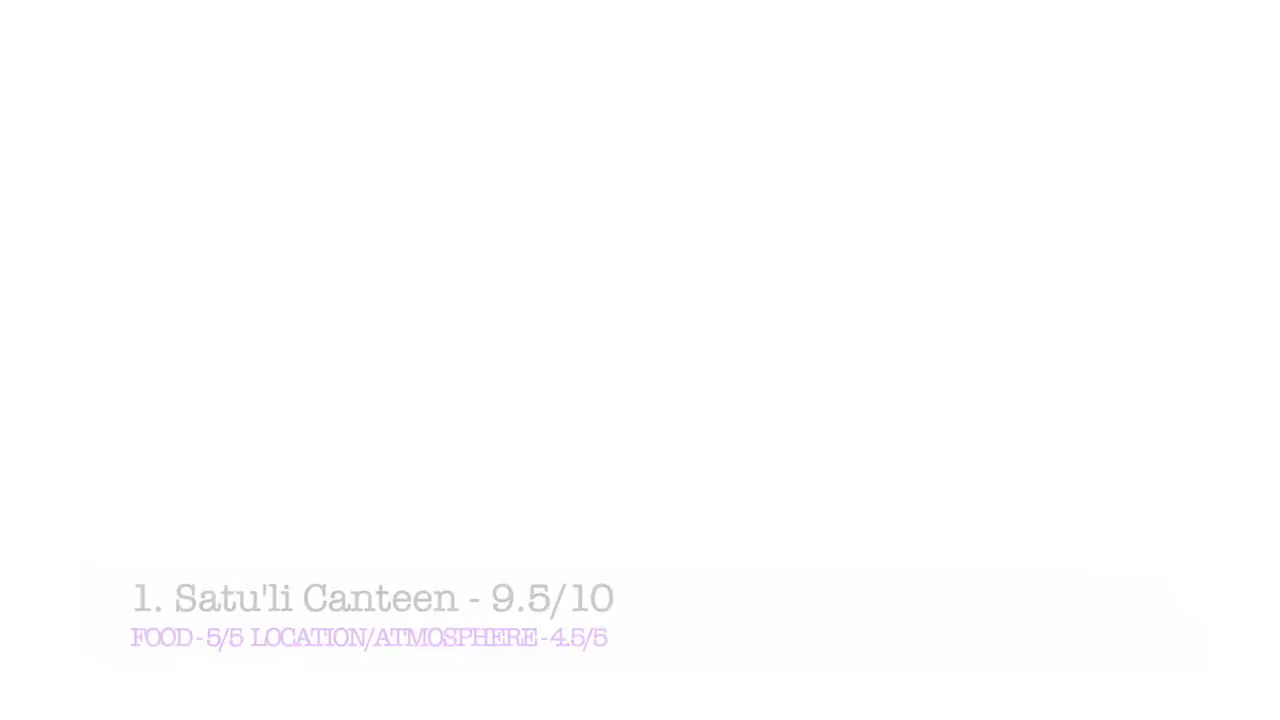 1. Satu'li Canteen - 9.5/10
FOOD - 5/5 LOCATION/ATMOSPHERE - 4.5/5